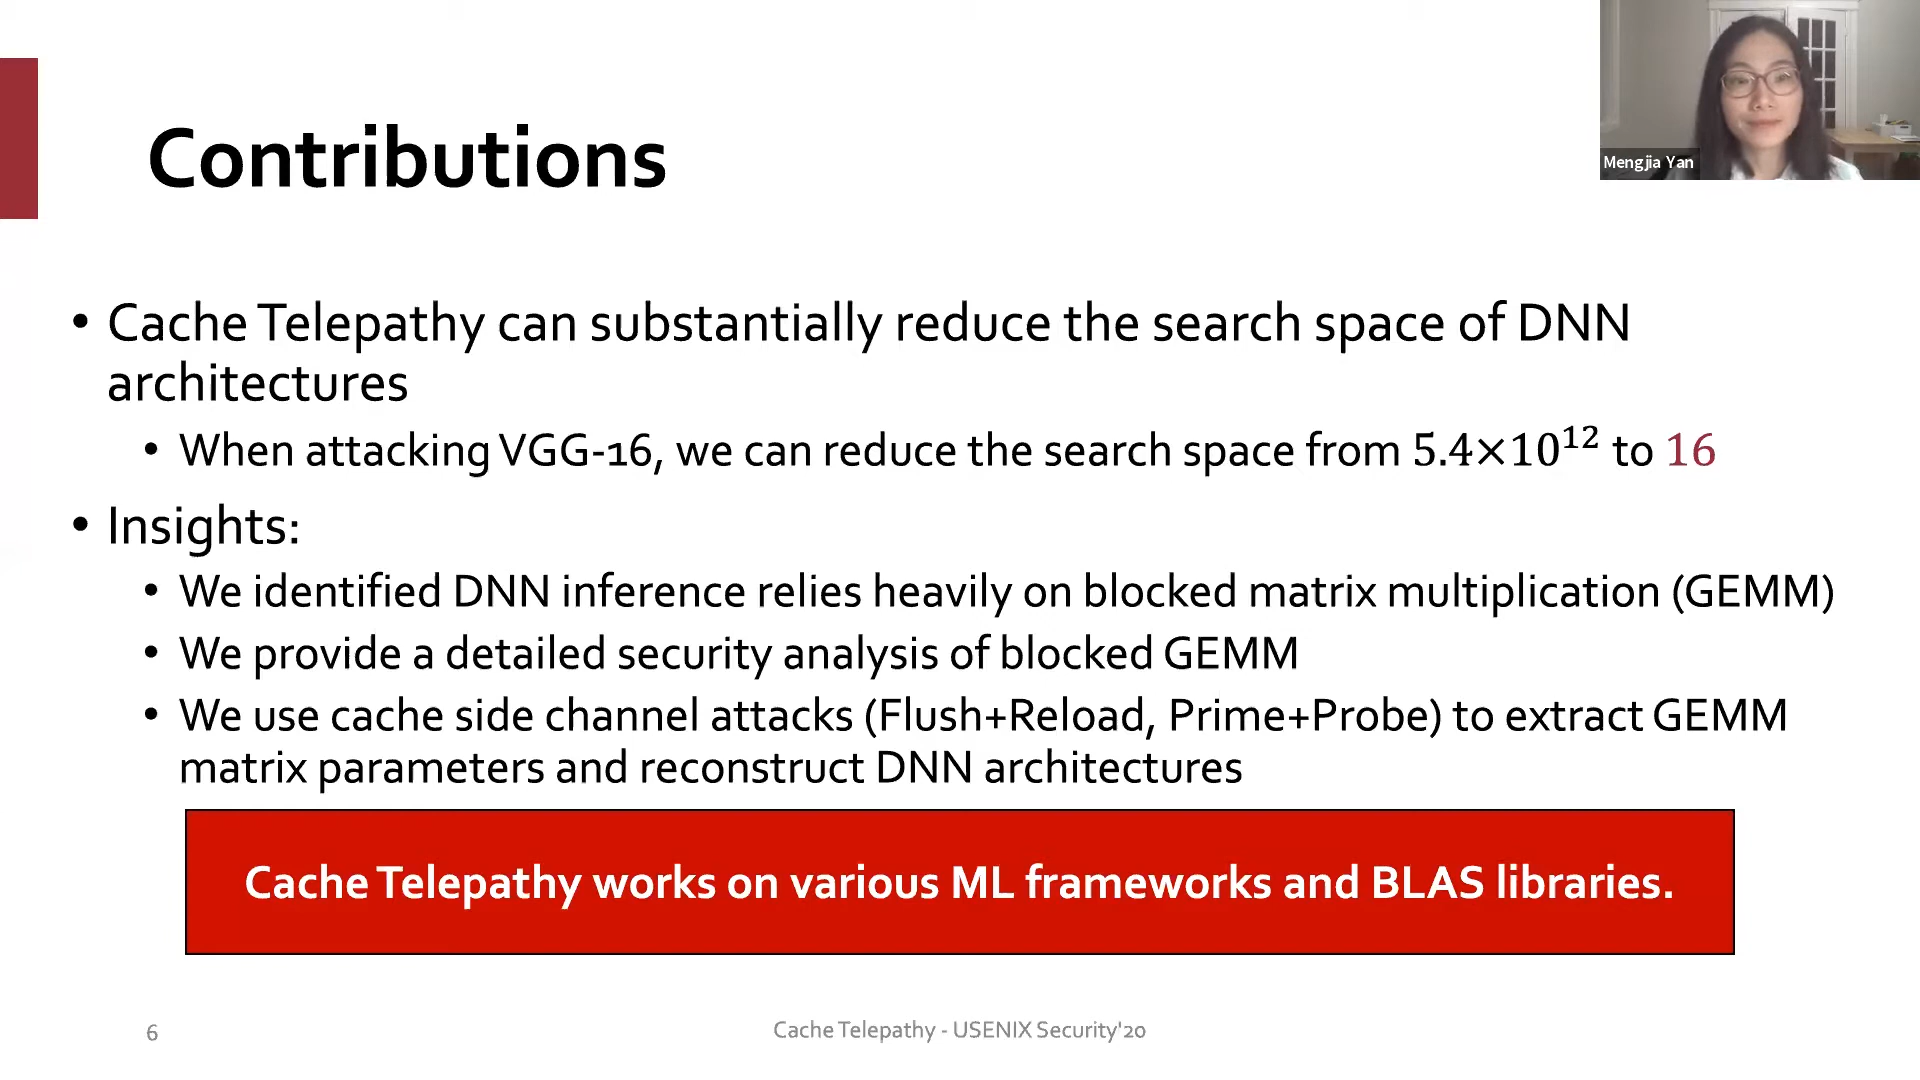 Contributions
Mengjia Yan
• Cache Telepathy can substantially reduce the search space of DNN
architectures
• When attacking VGG-16, we can reduce the search space from 5.4×10¹² to 16
• Insights:
• We identified DNN inference relies heavily on blocked matrix multiplication (GEMM)
• We provide a detailed security analysis of blocked GEMM
• We use cache side channel attacks (Flush+Reload, Prime+Probe) to extract GEMM
matrix parameters and reconstruct DNN architectures
Cache Telepathy works on various ML frameworks and BLAS libraries.
6
Cache Telepathy - USENIX Security'20